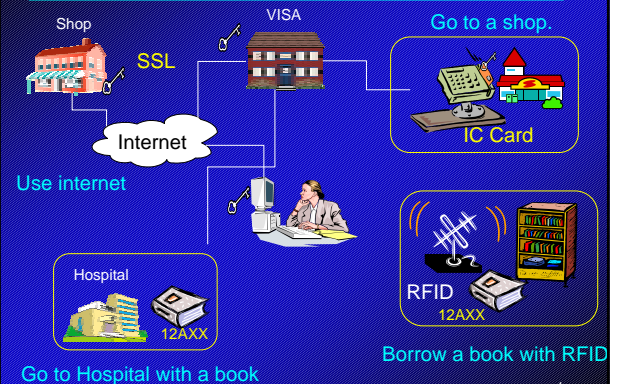 Shop
VISA
Go to a shop.
SSL
Internet
IC Card
Use internet
Hospital
12AXX
RFID
12AXX
Borrow a book with RFID
Go to Hospital with a book